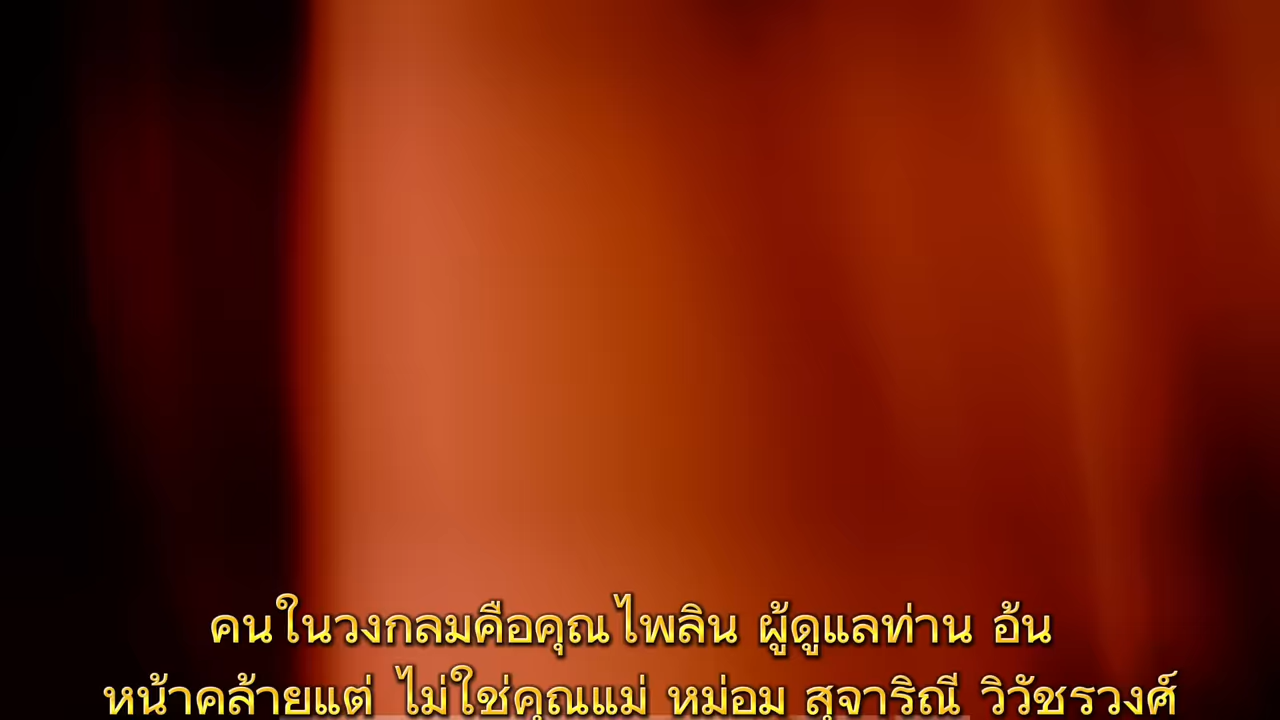 คนในวงกลมคือคุณไพลิน ผู้ดูแลท่าน อ้น
หน้าคล้ายแต่ ไม่ใช่คุณแม่ หม่อม สุจาริณี วิวัชรวงศ์